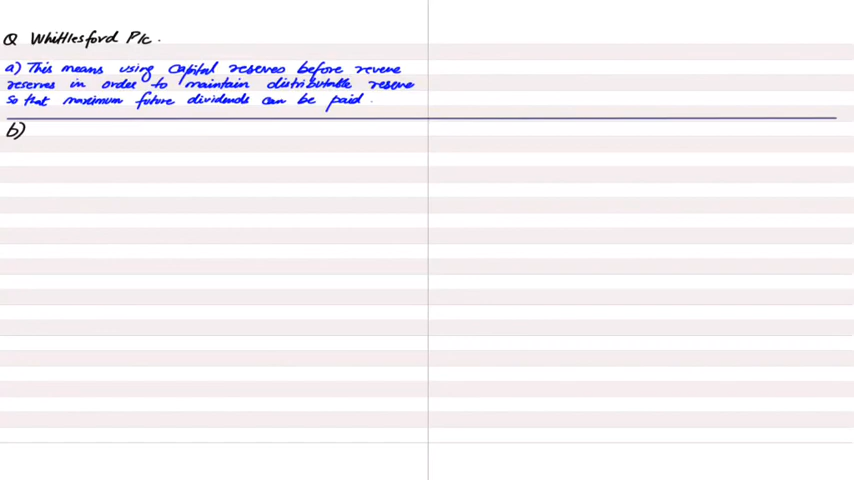 Q Whittlesford Plc.
a) This means using capital reserves before revenue
reserves in order to maintain distributable reserve
so that maximum future dividends can be paid.
b)